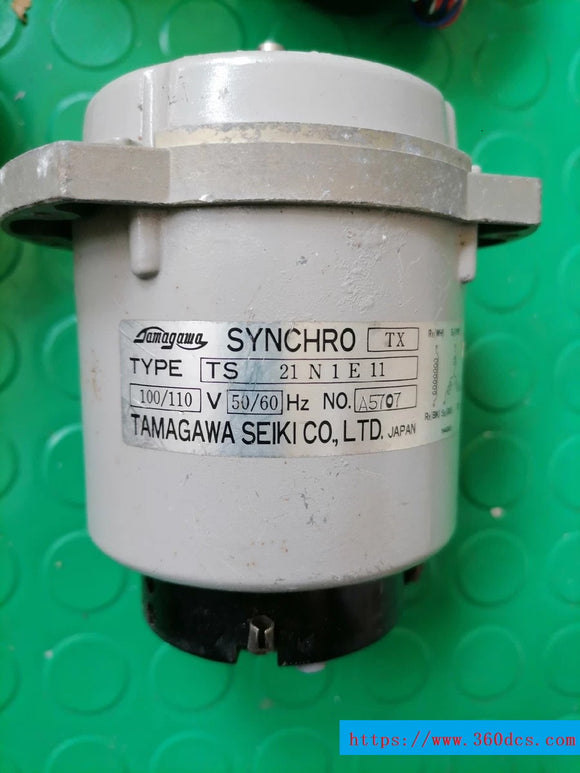 Tamagawa SYNCHRO TX
TYPE TS 21 N 1 E 11
100/110 V 50/60 Hz NO. A5707
TAMAGAWA SEIKI CO., LTD. JAPAN
https://www.360dcs.com